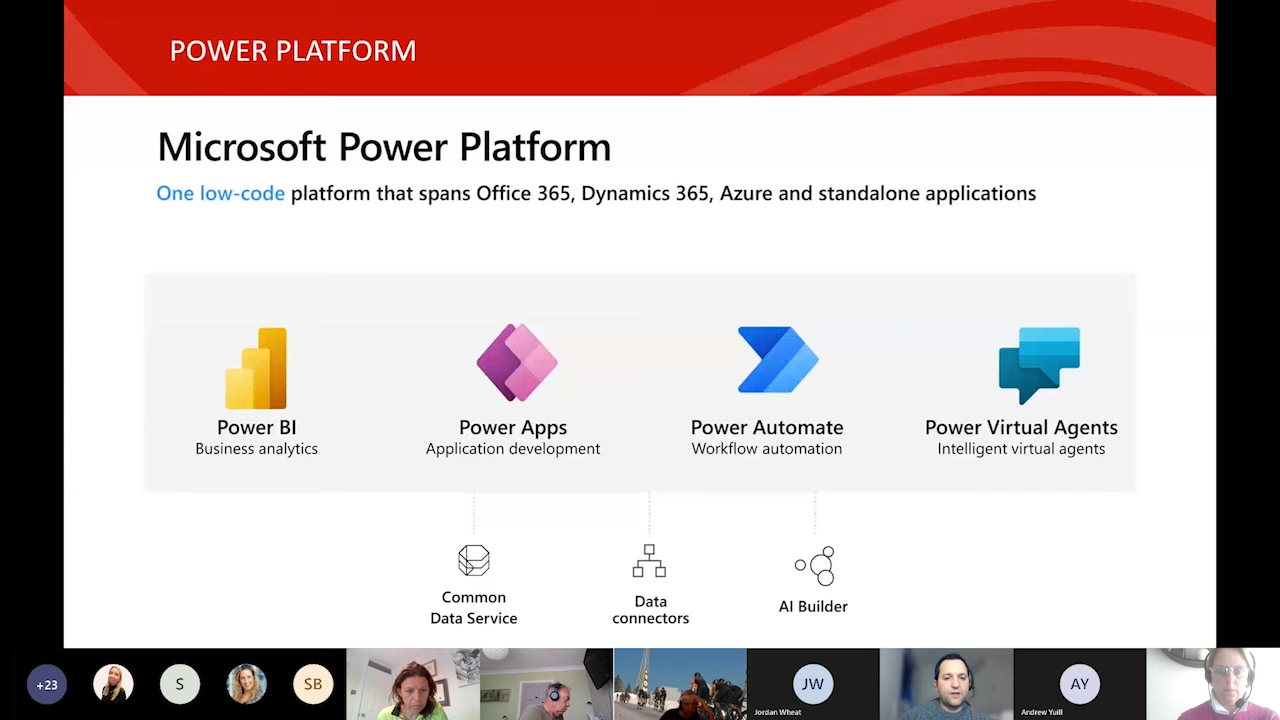 POWER PLATFORM
Microsoft Power Platform
One low-code platform that spans Office 365, Dynamics 365, Azure and standalone applications
Power BI
Business analytics
Power Apps
Application development
Power Automate
Workflow automation
Power Virtual Agents
Intelligent virtual agents
Common
Data Service
Data
connectors
AI Builder
+23
S
SB
JW
Jordan Wheat
AY
Andrew Yuill